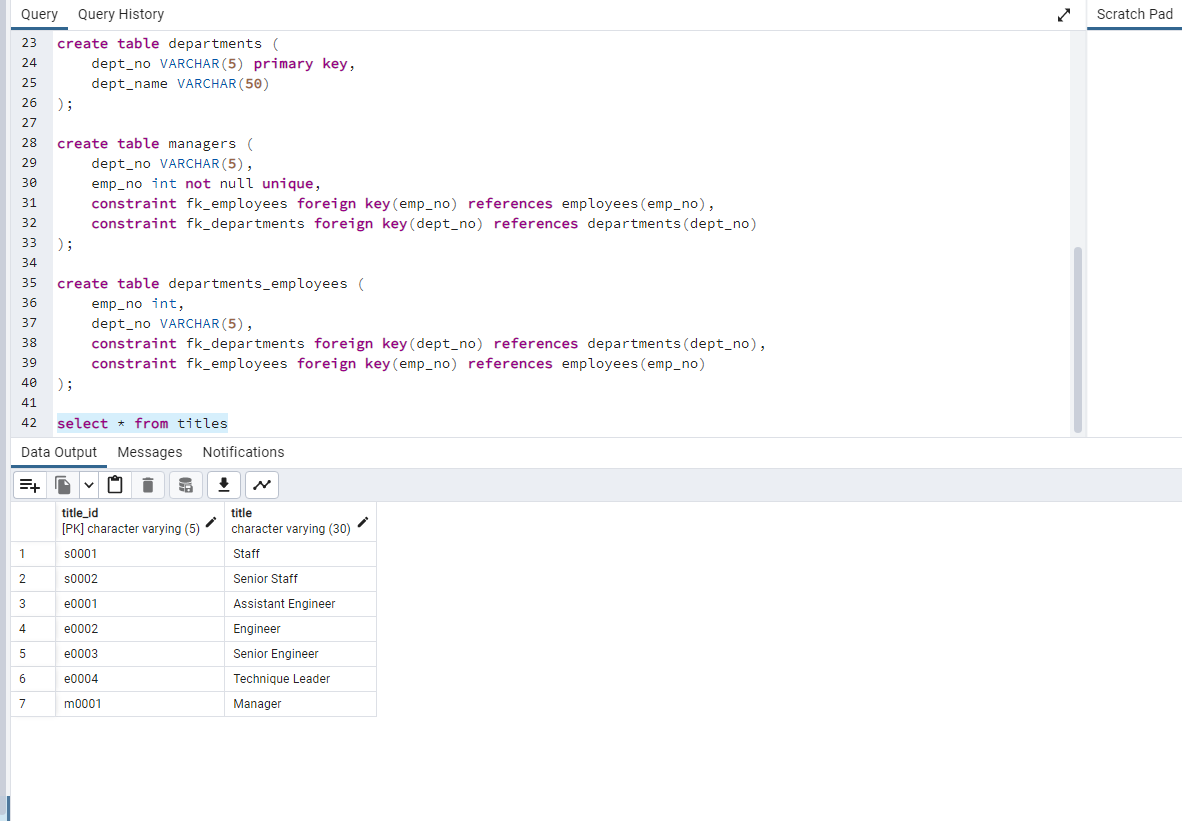 Query Query History Scratch Pad
23 create table departments (
24 dept_no VARCHAR(5) primary key,
25 dept_name VARCHAR(50)
26 );
27
28 create table managers (
29 dept_no VARCHAR(5),
30 emp_no int not null unique,
31 constraint fk_employees foreign key(emp_no) references employees(emp_no),
32 constraint fk_departments foreign key(dept_no) references departments(dept_no)
33 );
34
35 create table departments_employees (
36 emp_no int,
37 dept_no VARCHAR(5),
38 constraint fk_departments foreign key(dept_no) references departments(dept_no),
39 constraint fk_employees foreign key(emp_no) references employees(emp_no)
40 );
41
42 select * from titles
Data Output Messages Notifications
title_id title
[PK] character varying (5) character varying (30)
1 s0001 Staff
2 s0002 Senior Staff
3 e0001 Assistant Engineer
4 e0002 Engineer
5 e0003 Senior Engineer
6 e0004 Technique Leader
7 m0001 Manager